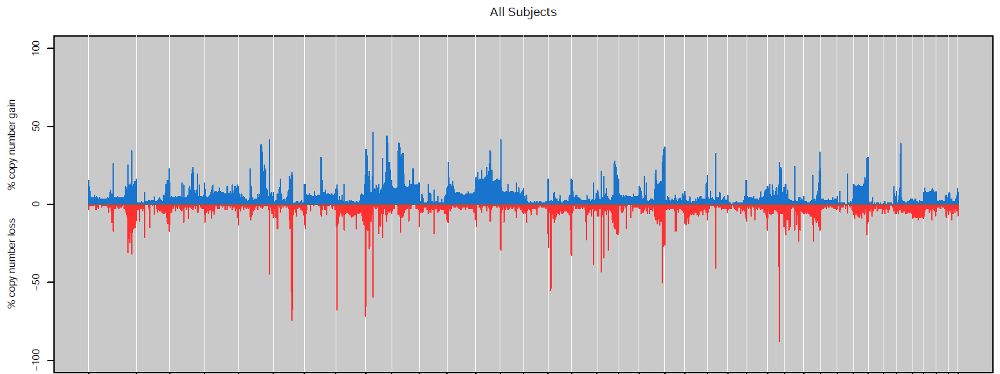 All Subjects
% copy number gain
% copy number loss
100
50
0
−50
−100